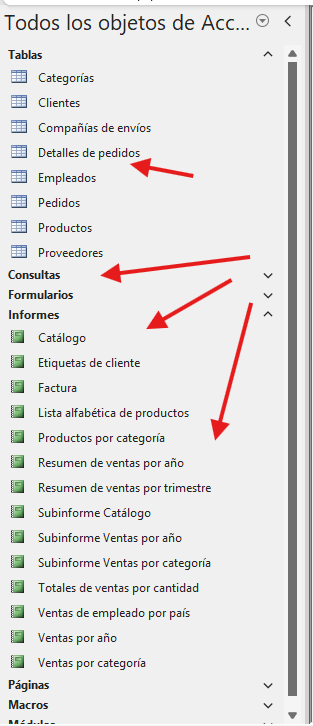 Todos los objetos de Acc...
Tablas
Categorías
Clientes
Compañías de envíos
Detalles de pedidos
Empleados
Pedidos
Productos
Proveedores
Consultas
Formularios
Informes
Catálogo
Etiquetas de cliente
Factura
Lista alfabética de productos
Productos por categoría
Resumen de ventas por año
Resumen de ventas por trimestre
Subinforme Catálogo
Subinforme Ventas por año
Subinforme Ventas por categoría
Totales de ventas por cantidad
Ventas de empleado por país
Ventas por año
Ventas por categoría
Páginas
Macros
Módulos